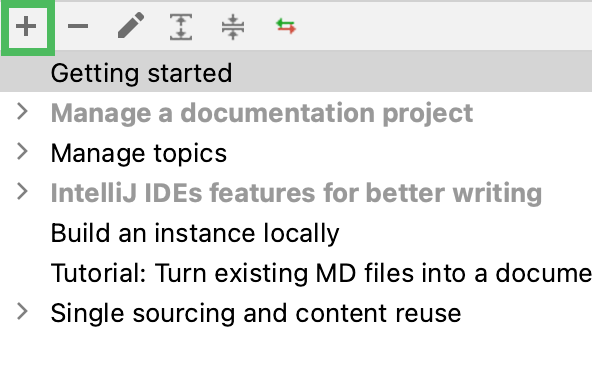 Getting started
Manage a documentation project
Manage topics
IntelliJ IDEs features for better writing
Build an instance locally
Tutorial: Turn existing MD files into a docume
Single sourcing and content reuse